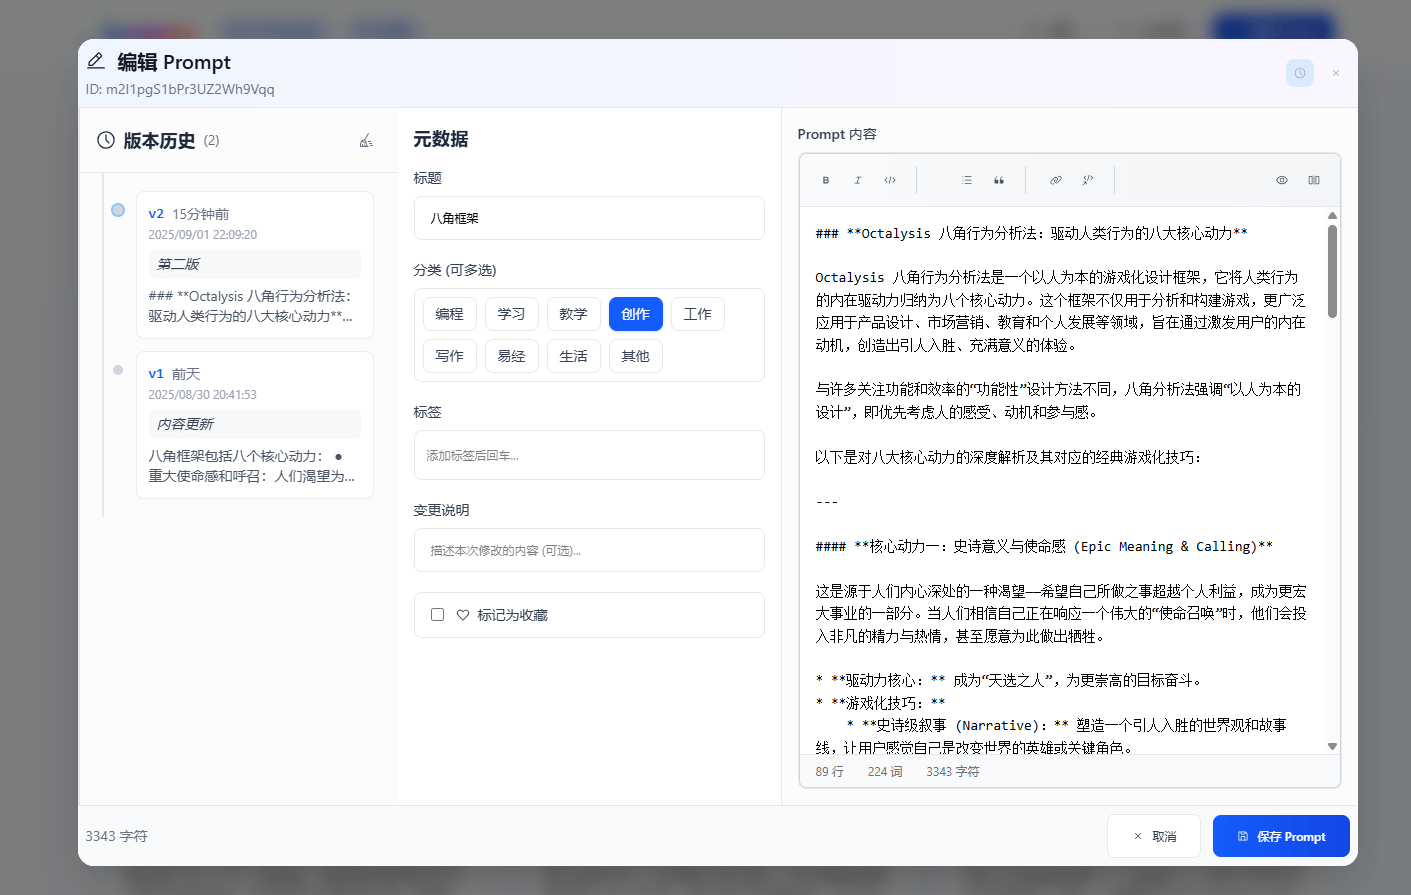 编辑 Prompt
ID: m2I1pgS1bPr3UZ2Wh9Vqq
版本历史 (2)
v2 15分钟前
2025/09/01 22:09:20
第二版
### **Octalysis 八角行为分析法：
驱动人类行为的八大核心动力**...
v1 前天
2025/08/30 20:41:53
内容更新
八角框架包括八个核心动力： ●
重大使命感和呼召：人们渴望为...
元数据
标题
八角框架
分类 (可多选)
编程 学习 教学 创作 工作
写作 易经 生活 其他
标签
添加标签后回车...
变更说明
描述本次修改的内容 (可选)...
标记为收藏
Prompt 内容
B I </>
### **Octalysis 八角行为分析法：驱动人类行为的八大核心动力**
Octalysis 八角行为分析法是一个以人为本的游戏化设计框架，它将人类行为
的内在驱动力归纳为八个核心动力。这个框架不仅用于分析和构建游戏，更广泛
应用于产品设计、市场营销、教育和个人发展等领域，旨在通过激发用户的内在
动机，创造出引人入胜、充满意义的体验。
与许多关注功能和效率的“功能性”设计方法不同，八角分析法强调“以人为本的
设计”，即优先考虑人的感受、动机和参与感。
以下是对八大核心动力的深度解析及其对应的经典游戏化技巧：
---
#### **核心动力一：史诗意义与使命感 (Epic Meaning & Calling)**
这是源于人们内心深处的一种渴望——希望自己所做之事超越个人利益，成为更宏
大事业的一部分。当人们相信自己正在响应一个伟大的“使命召唤”时，他们会投
入非凡的精力与热情，甚至愿意为此做出牺牲。
* **驱动力核心：** 成为“天选之人”，为更崇高的目标奋斗。
* **游戏化技巧：**
* **史诗级叙事 (Narrative)：** 塑造一个引人入胜的世界观和故事
线，让用户感觉自己是改变世界的英雄或关键角色。
89 行 224 词 3343 字符
3343 字符
× 取消
保存 Prompt